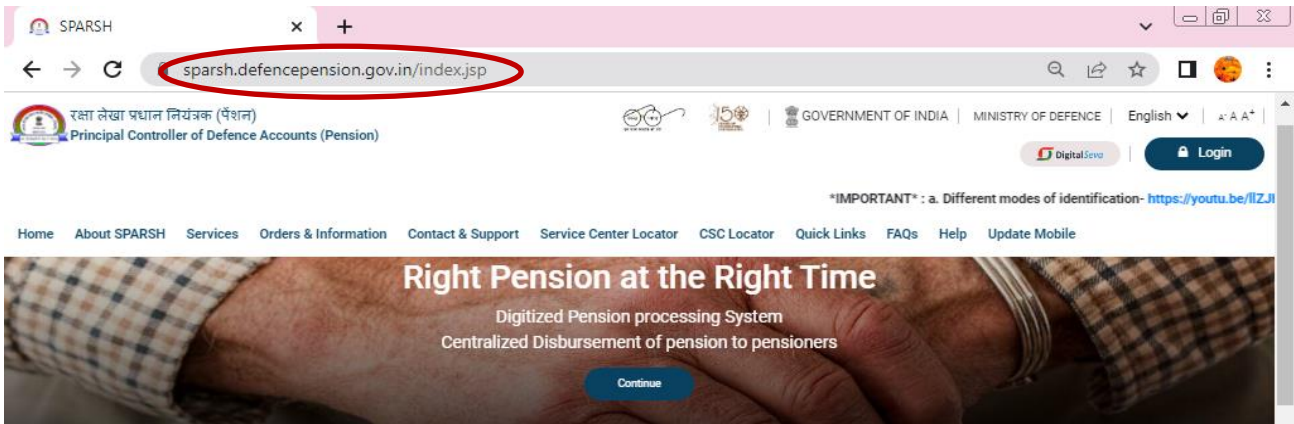 SPARSH
sparsh.defencepension.gov.in/index.jsp
रक्षा लेखा प्रधान नियंत्रक (पेंशन)
Principal Controller of Defence Accounts (Pension)
GOVERNMENT OF INDIA
MINISTRY OF DEFENCE
English
A- A A+
DigitalSeva
Login
*IMPORTANT* : a. Different modes of identification- https://youtu.be/llZJI
Home About SPARSH Services Orders & Information Contact & Support Service Center Locator CSC Locator Quick Links FAQs Help Update Mobile
Right Pension at the Right Time
Digitized Pension processing System
Centralized Disbursement of pension to pensioners
Continue